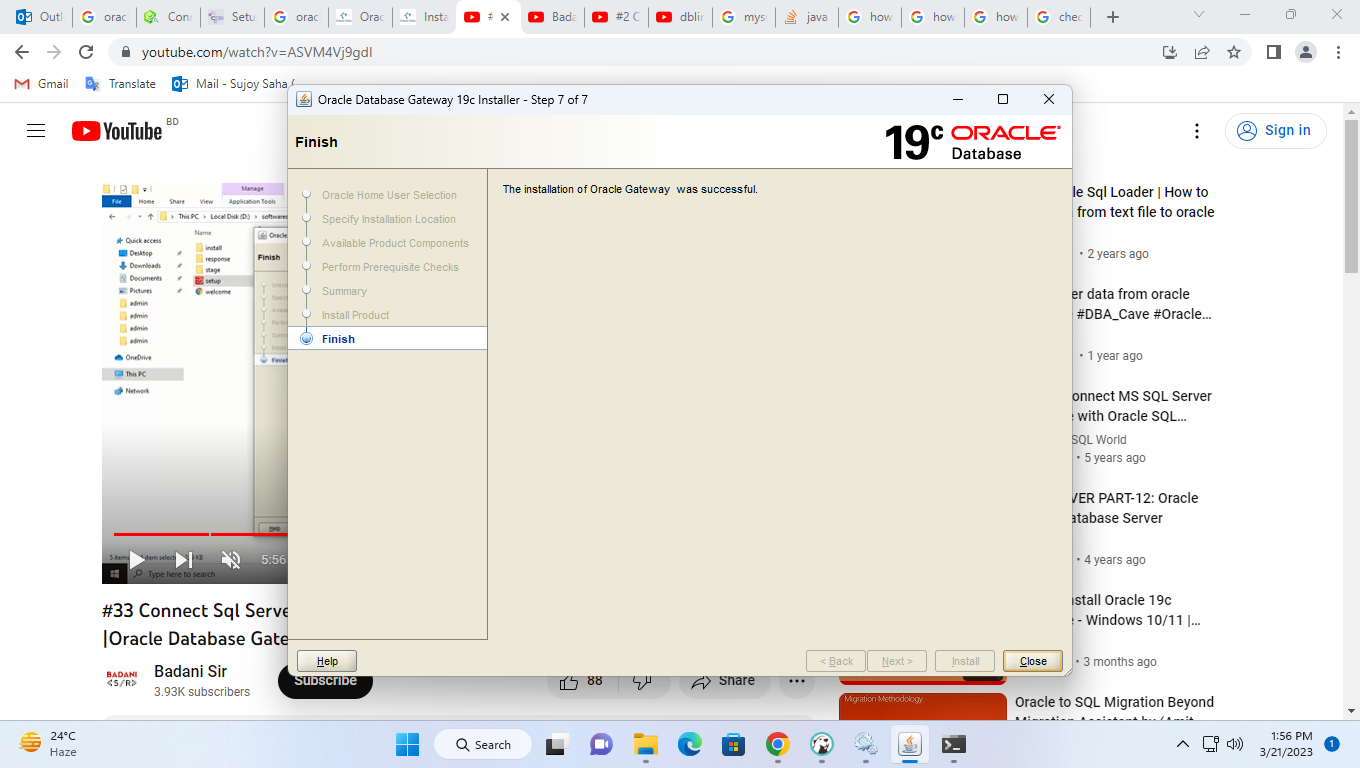 Outl
orac
Conn
Setu
orac
Orac
Insta
#
Bada
#2 C
dblin
mys
java
how
how
how
chec
youtube.com/watch?v=ASVM4Vj9gdI
Gmail
Translate
Mail - Sujoy Saha
Oracle Database Gateway 19c Installer - Step 7 of 7
Finish
19c ORACLE
Database
YouTube BD
Sign in
Oracle Home User Selection
Specify Installation Location
Available Product Components
Perform Prerequisite Checks
Summary
Install Product
Finish
The installation of Oracle Gateway was successful.
Manage
File Home Share View Application Tools
This PC > Local Disk (D:) > softwares
Name
Quick access
Desktop
Downloads
Documents
Pictures
admin
admin
admin
admin
OneDrive
This PC
Network
install
response
stage
setup
welcome
Oracle
Finish
Finish
Help
5:56
Type here to search
#33 Connect Sql Serve
|Oracle Database Gate
BADANI
<S/R>
Badani Sir
3.93K subscribers
Subscribe
88
Share
Help
< Back
Next >
Install
Close
le Sql Loader | How to
from text file to oracle
• 2 years ago
er data from oracle
#DBA_Cave #Oracle...
• 1 year ago
onnect MS SQL Server
with Oracle SQL...
SQL World
• 5 years ago
VER PART-12: Oracle
atabase Server
• 4 years ago
stall Oracle 19c
- Windows 10/11 |...
• 3 months ago
Migration Methodology
Oracle to SQL Migration Beyond
24°C
Haze
Search
1:56 PM
3/21/2023
1